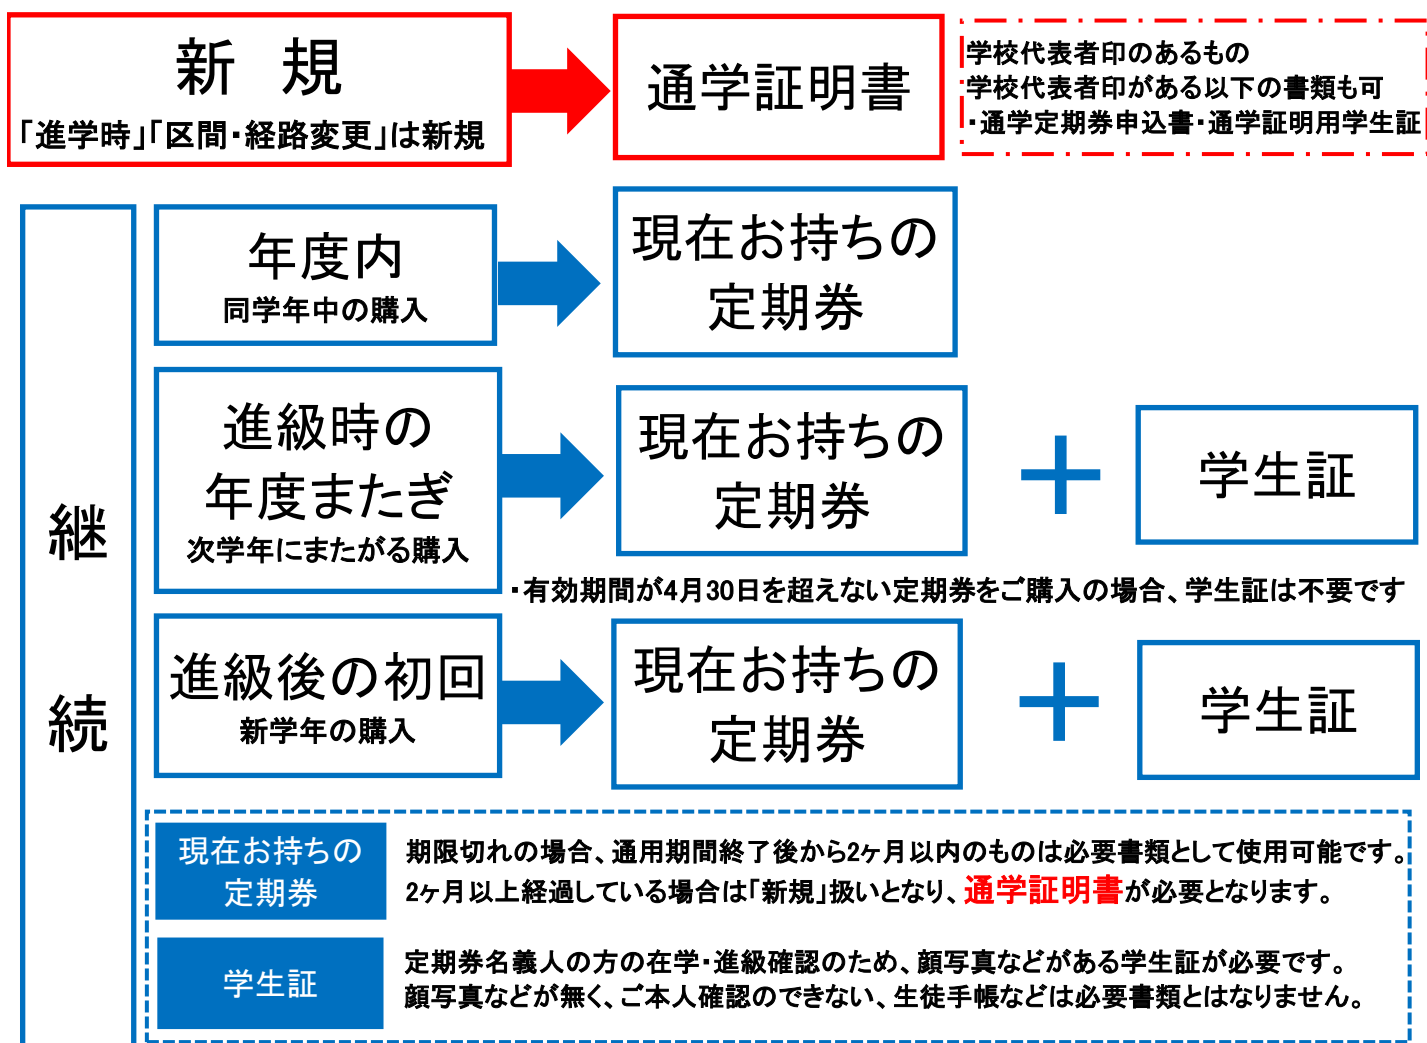 新 規
「進学時」「区間・経路変更」は新規
通学証明書
学校代表者印のあるもの
学校代表者印がある以下の書類も可
・通学定期券申込書・通学証明用学生証
継
続
年度内
同学年中の購入
現在お持ちの
定期券
進級時の
年度またぎ
次学年にまたがる購入
現在お持ちの
定期券
＋
学生証
・有効期間が4月30日を超えない定期券をご購入の場合、学生証は不要です
進級後の初回
新学年の購入
現在お持ちの
定期券
＋
学生証
現在お持ちの
定期券
期限切れの場合、通用期間終了後から2ヶ月以内のものは必要書類として使用可能です。
2ヶ月以上経過している場合は「新規」扱いとなり、通学証明書が必要となります。
学生証
定期券名義人の方の在学・進級確認のため、顔写真などがある学生証が必要です。
顔写真などが無く、ご本人確認のできない、生徒手帳などは必要書類とはなりません。